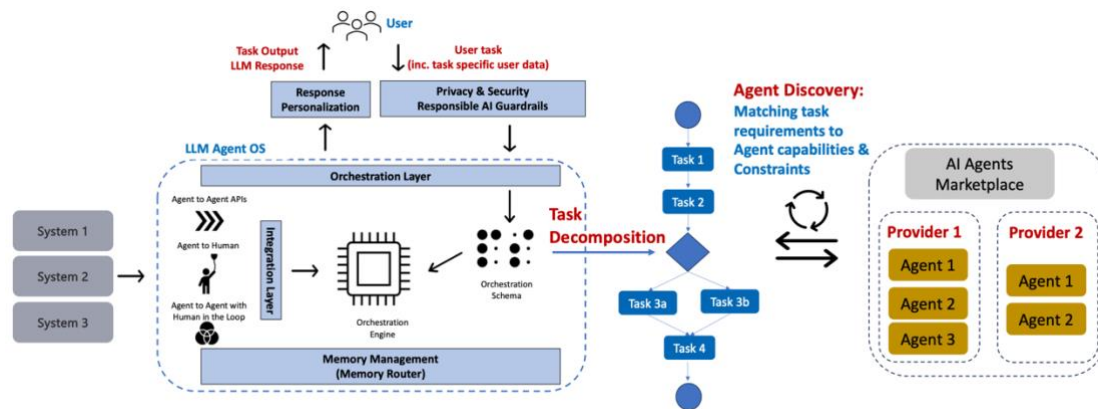 User
Task Output
LLM Response
User task
(inc. task specific user data)
Response
Personalization
Privacy & Security
Responsible AI Guardrails
LLM Agent OS
Orchestration Layer
System 1
System 2
System 3
Agent to Agent APIs
Agent to Human
Agent to Agent with
Human in the Loop
Integration Layer
Orchestration
Engine
Orchestration
Schema
Memory Management
(Memory Router)
Task
Decomposition
Task 1
Task 2
Task 3a
Task 3b
Task 4
Agent Discovery:
Matching task
requirements to
Agent capabilities &
Constraints
AI Agents
Marketplace
Provider 1
Agent 1
Agent 2
Agent 3
Provider 2
Agent 1
Agent 2